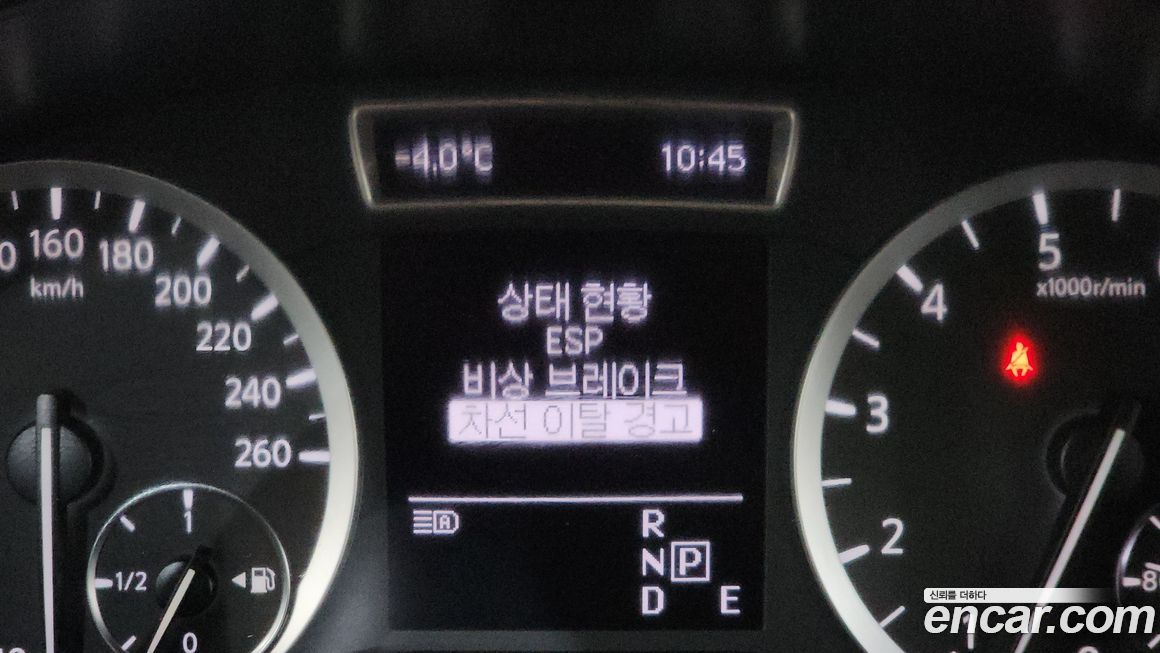 -4.0°C 10:45
160
180
200
220
240
260
km/h
상태 현황
ESP
비상 브레이크
차선 이탈 경고
A
R
N P
D E
5
x1000r/min
4
3
2
1
1/2
0
80
신뢰를 더하다
encar.com